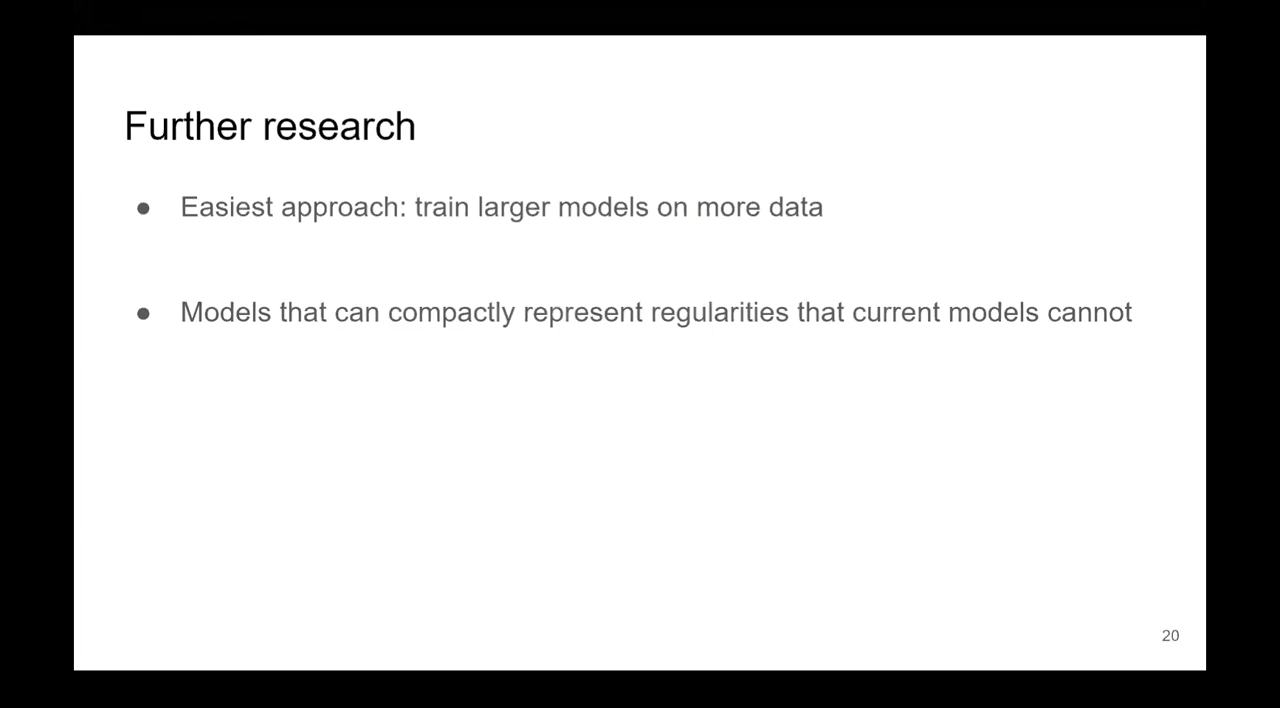 Further research
● Easiest approach: train larger models on more data
● Models that can compactly represent regularities that current models cannot
20